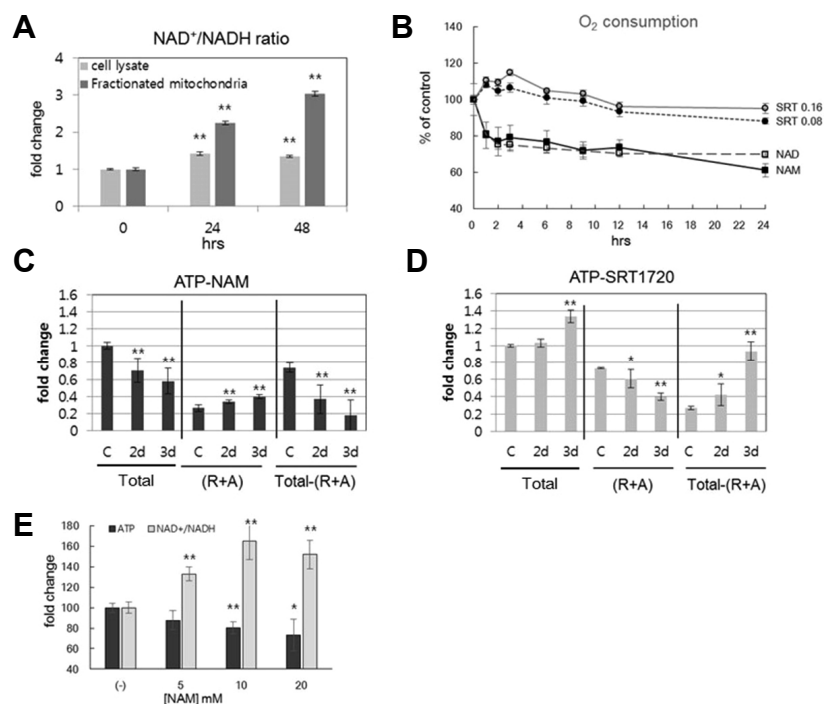 A
NAD⁺/NADH ratio
4
3
2
1
0
fold change
cell lysate
Fractionated mitochondria
**
**
**
**
0
24
48
hrs
B
O₂ consumption
140
120
100
80
60
40
% of control
SRT 0.16
SRT 0.08
NAD
NAM
0
2
4
6
8
10
12
14
16
18
20
22
24
hrs
C
ATP-NAM
1.6
1.4
1.2
1
0.8
0.6
0.4
0.2
0
fold change
**
**
**
**
**
**
C 2d 3d C 2d 3d C 2d 3d
Total (R+A) Total-(R+A)
D
ATP-SRT1720
1.6
1.4
1.2
1
0.8
0.6
0.4
0.2
0
fold change
**
*
**
*
**
C 2d 3d C 2d 3d C 2d 3d
Total (R+A) Total-(R+A)
E
180
160
140
120
100
80
60
40
fold change
ATP NAD+/NADH
**
**
**
**
*
(-) 5 10 20
[NAM] mM